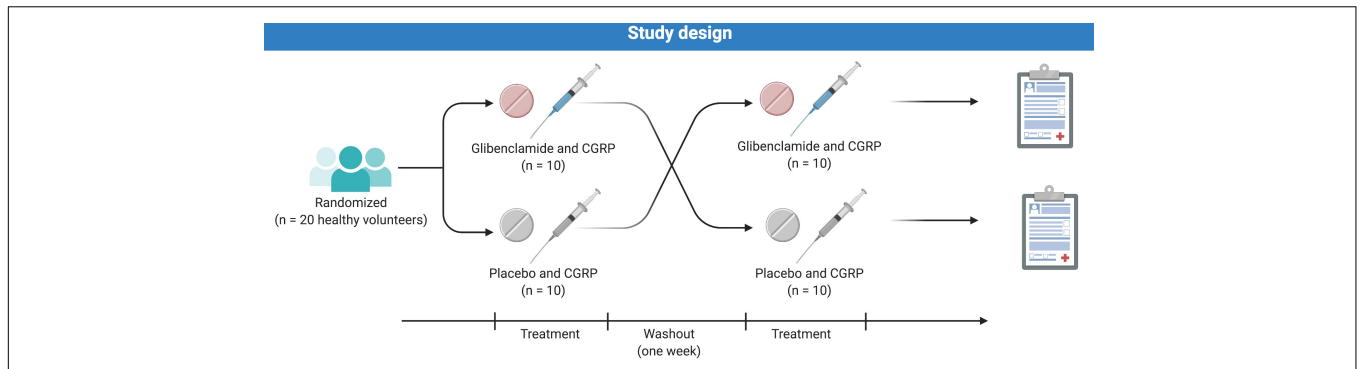 Study design
Glibenclamide and CGRP
(n = 10)
Glibenclamide and CGRP
(n = 10)
Randomized
(n = 20 healthy volunteers)
Placebo and CGRP
(n = 10)
Placebo and CGRP
(n = 10)
Treatment
Washout
(one week)
Treatment